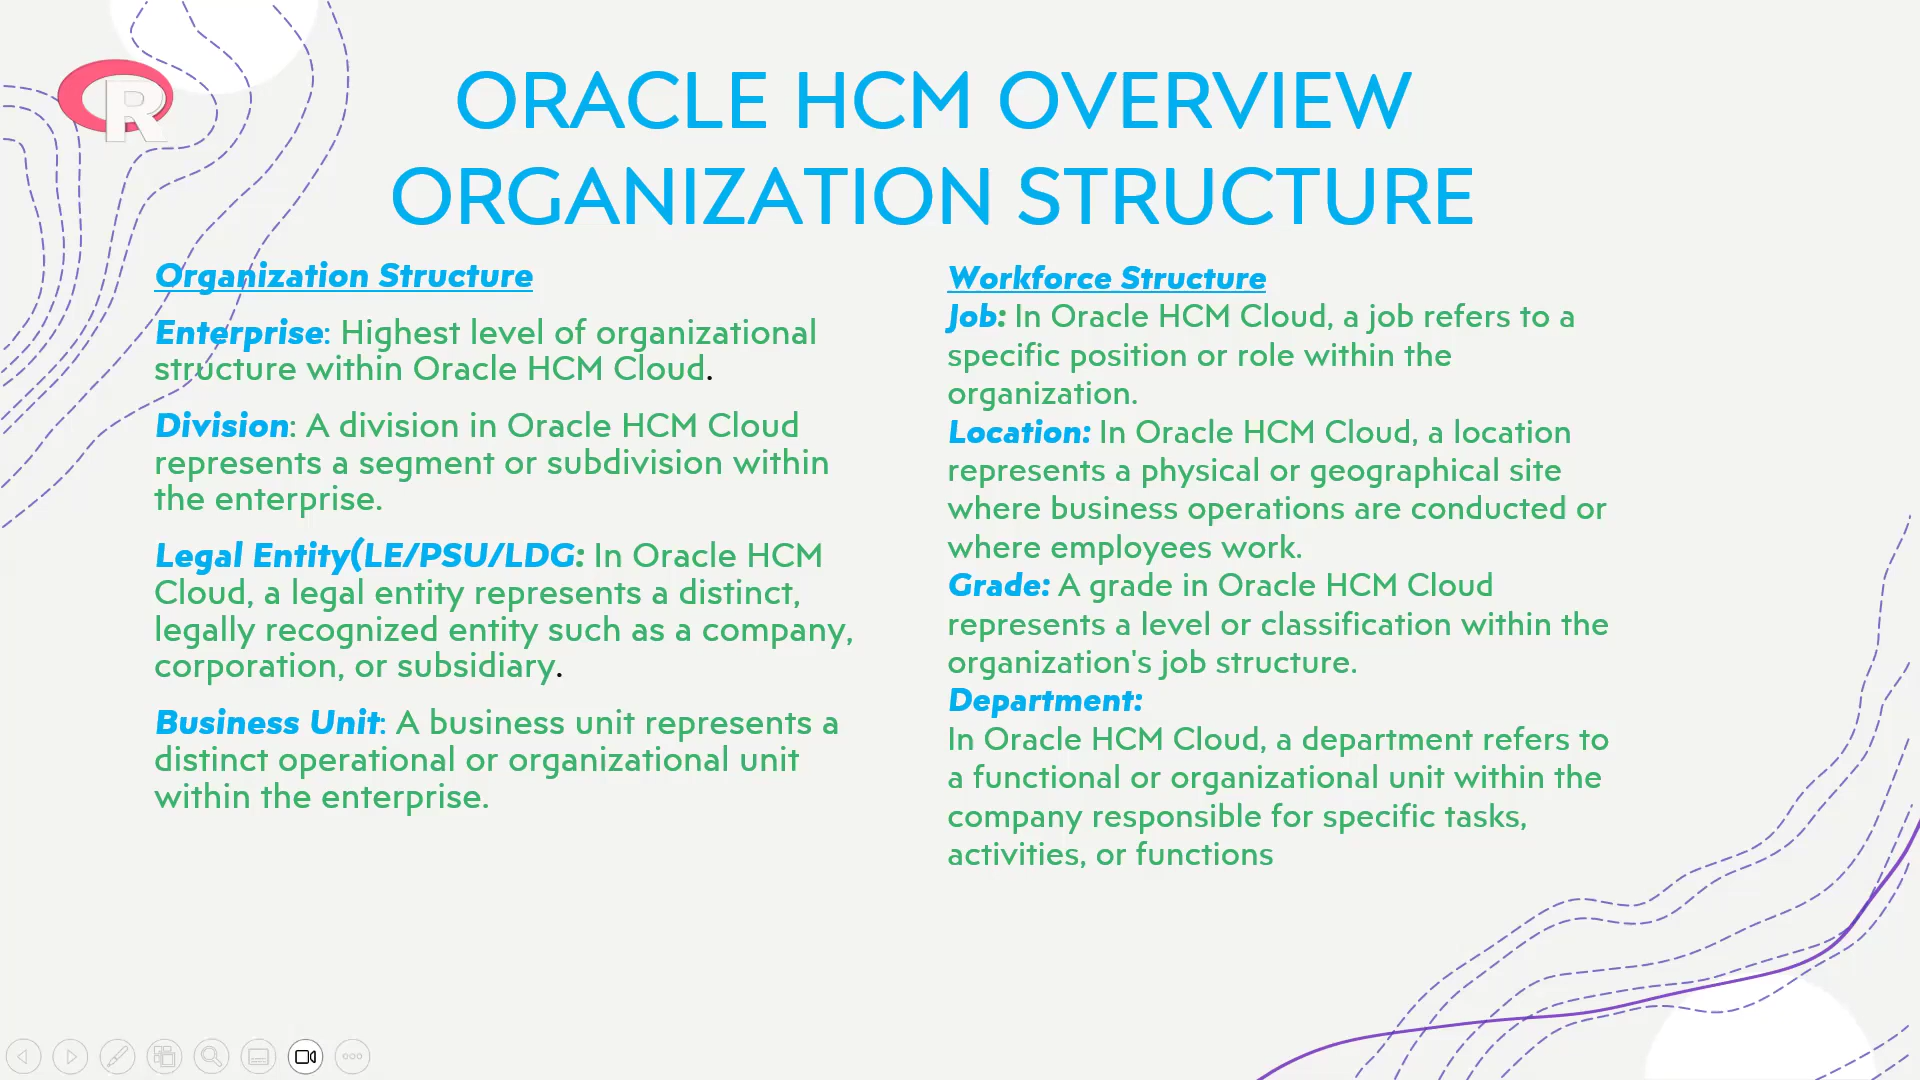 R
ORACLE HCM OVERVIEW
ORGANIZATION STRUCTURE
Organization Structure
Enterprise: Highest level of organizational
structure within Oracle HCM Cloud.
Division: A division in Oracle HCM Cloud
represents a segment or subdivision within
the enterprise.
Legal Entity(LE/PSU/LDG: In Oracle HCM
Cloud, a legal entity represents a distinct,
legally recognized entity such as a company,
corporation, or subsidiary.
Business Unit: A business unit represents a
distinct operational or organizational unit
within the enterprise.
Workforce Structure
Job: In Oracle HCM Cloud, a job refers to a
specific position or role within the
organization.
Location: In Oracle HCM Cloud, a location
represents a physical or geographical site
where business operations are conducted or
where employees work.
Grade: A grade in Oracle HCM Cloud
represents a level or classification within the
organization's job structure.
Department:
In Oracle HCM Cloud, a department refers to
a functional or organizational unit within the
company responsible for specific tasks,
activities, or functions